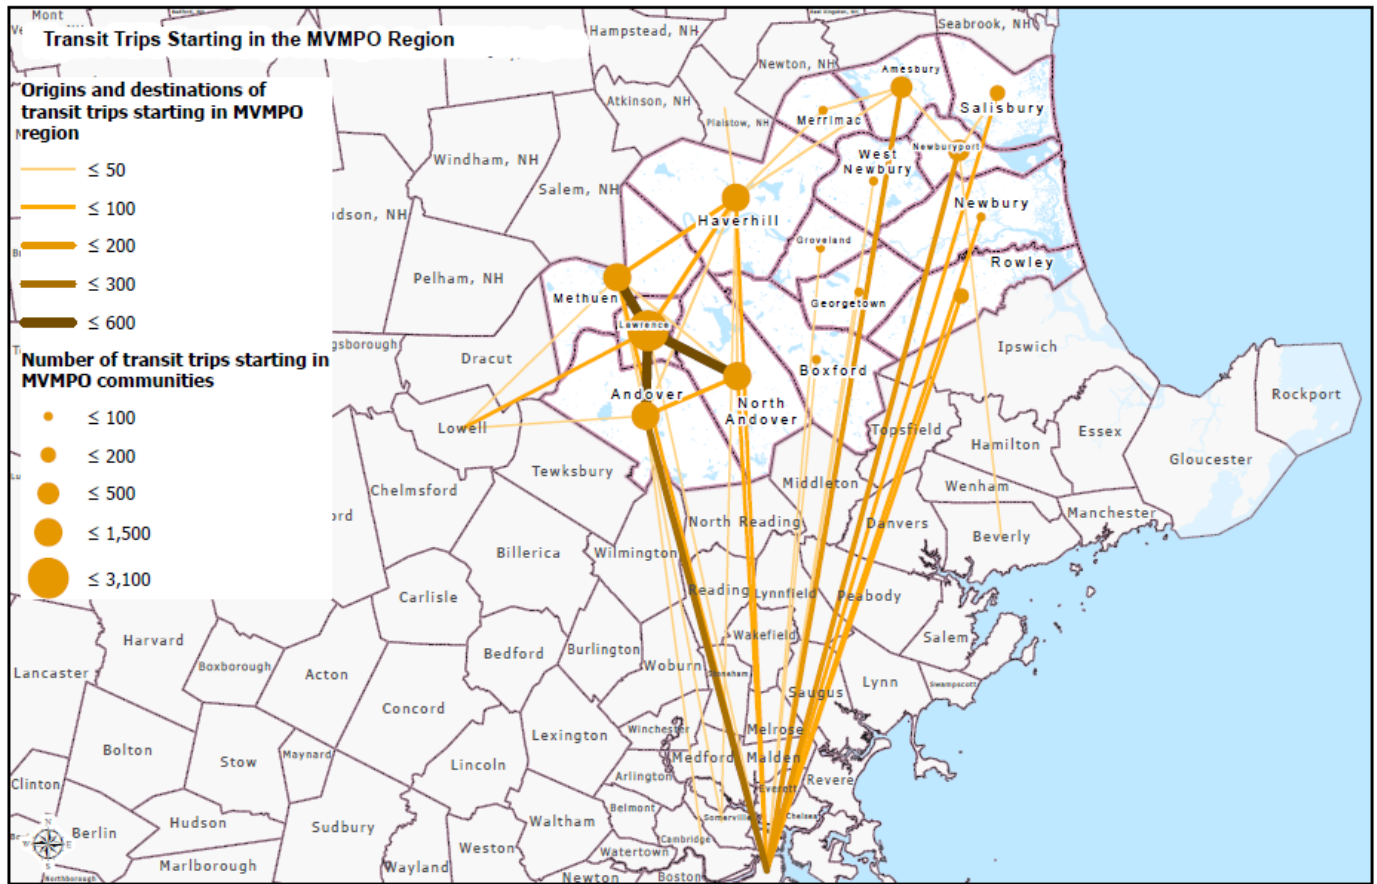 Mont
Hampstead, NH
Seabrook, NH
Transit Trips Starting in the MVMPO Region
Newton, NH
Amesbury
Origins and destinations of
transit trips starting in MVMPO
region
Atkinson, NH
Plaistow, NH
Merrimac
Salisbury
≤ 50
≤ 100
≤ 200
≤ 300
≤ 600
Windham, NH
Salem, NH
West
Newbury
Newburyport
udson, NH
Haverhill
Newbury
Groveland
Rowley
Pelham, NH
Methuen
Georgetown
Lawrence
gsborough
Dracut
Ipswich
Number of transit trips starting in
MVMPO communities
≤ 100
≤ 200
≤ 500
≤ 1,500
≤ 3,100
Boxford
Andover
North
Andover
Rockport
Lowell
Topsfield
Hamilton
Essex
Gloucester
Tewksbury
Chelmsford
Middleton
Wenham
Manchester
ord
North Reading
Danvers
Beverly
Billerica
Wilmington
Carlisle
Reading
Lynnfield
Peabody
Harvard
Wakefield
Salem
Boxborough
Bedford
Burlington
Lancaster
Acton
Woburn
Stoneham
Lynn
Swampscott
Saugus
Concord
Bolton
Lexington
Winchester
Melrose
Stow
Maynard
Lincoln
Medford
Malden
Clinton
Arlington
Everett
Revere
Belmont
Somerville
Chelsea
Hudson
Sudbury
Waltham
N
W
E
S
Berlin
Cambridge
Weston
Watertown
Marlborough
Wayland
Northborough
Newton
Boston